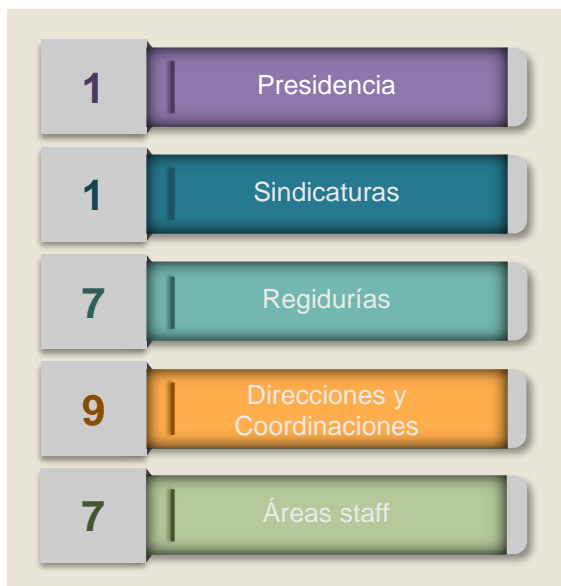 1
Presidencia
1
Sindicaturas
7
Regidurías
9
Direcciones y
Coordinaciones
7
Áreas staff